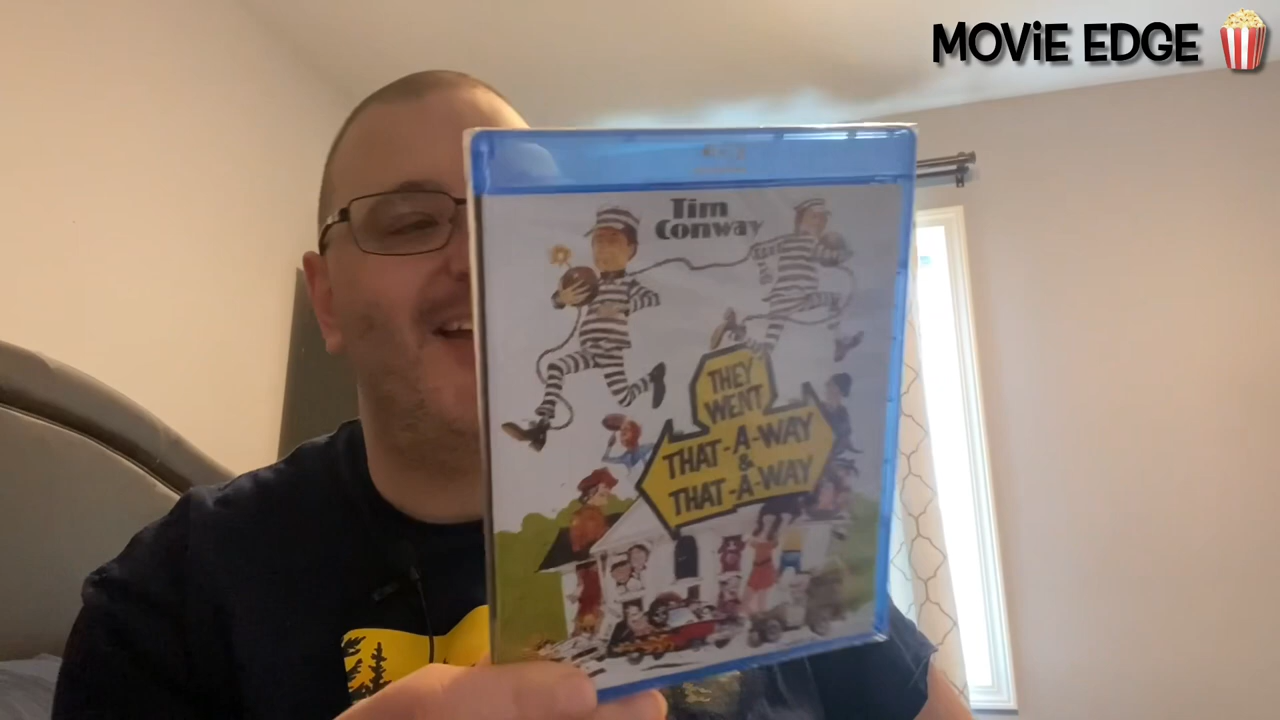 MOViE EDGE
Tim
Conway
THEY
WENT
THAT-A-WAY
&
THAT-A-WAY